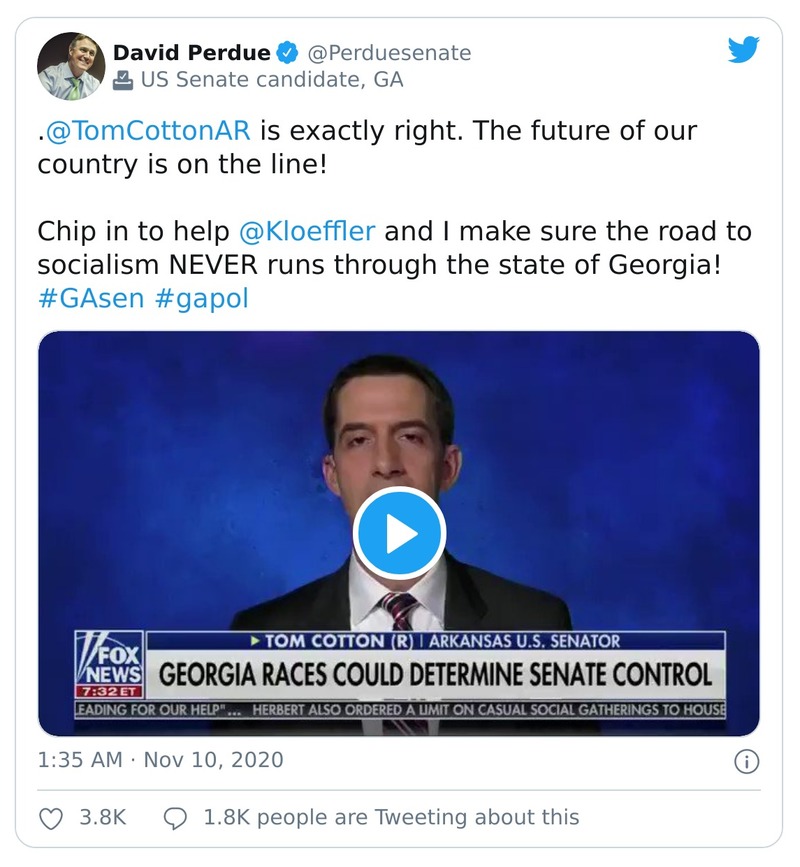 David Perdue @Perduesenate
US Senate candidate, GA
.@TomCottonAR is exactly right. The future of our
country is on the line!
Chip in to help @Kloeffler and I make sure the road to
socialism NEVER runs through the state of Georgia!
#GAsen #gapol
TOM COTTON (R) | ARKANSAS U.S. SENATOR
FOX
NEWS
7:32 ET
GEORGIA RACES COULD DETERMINE SENATE CONTROL
EADING FOR OUR HELP"... HERBERT ALSO ORDERED A LIMIT ON CASUAL SOCIAL GATHERINGS TO HOUSE
1:35 AM · Nov 10, 2020
3.8K 1.8K people are Tweeting about this